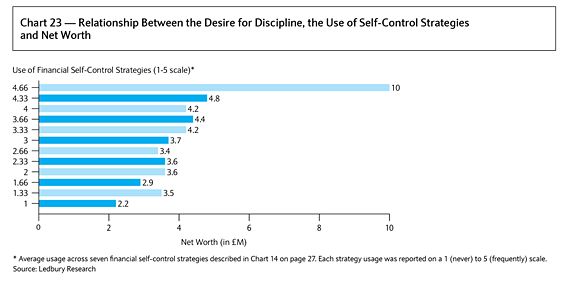 Chart 23 — Relationship Between the Desire for Discipline, the Use of Self-Control Strategies
and Net Worth
Use of Financial Self-Control Strategies (1-5 scale)*
4.66 10
4.33 4.8
4 4.2
3.66 4.4
3.33 4.2
3 3.7
2.66 3.4
2.33 3.6
2 3.6
1.66 2.9
1.33 3.5
1 2.2
0 2 4 6 8 10
Net Worth (in £M)
* Average usage across seven financial self-control strategies described in Chart 14 on page 27. Each strategy usage was reported on a 1 (never) to 5 (frequently) scale.
Source: Ledbury Research